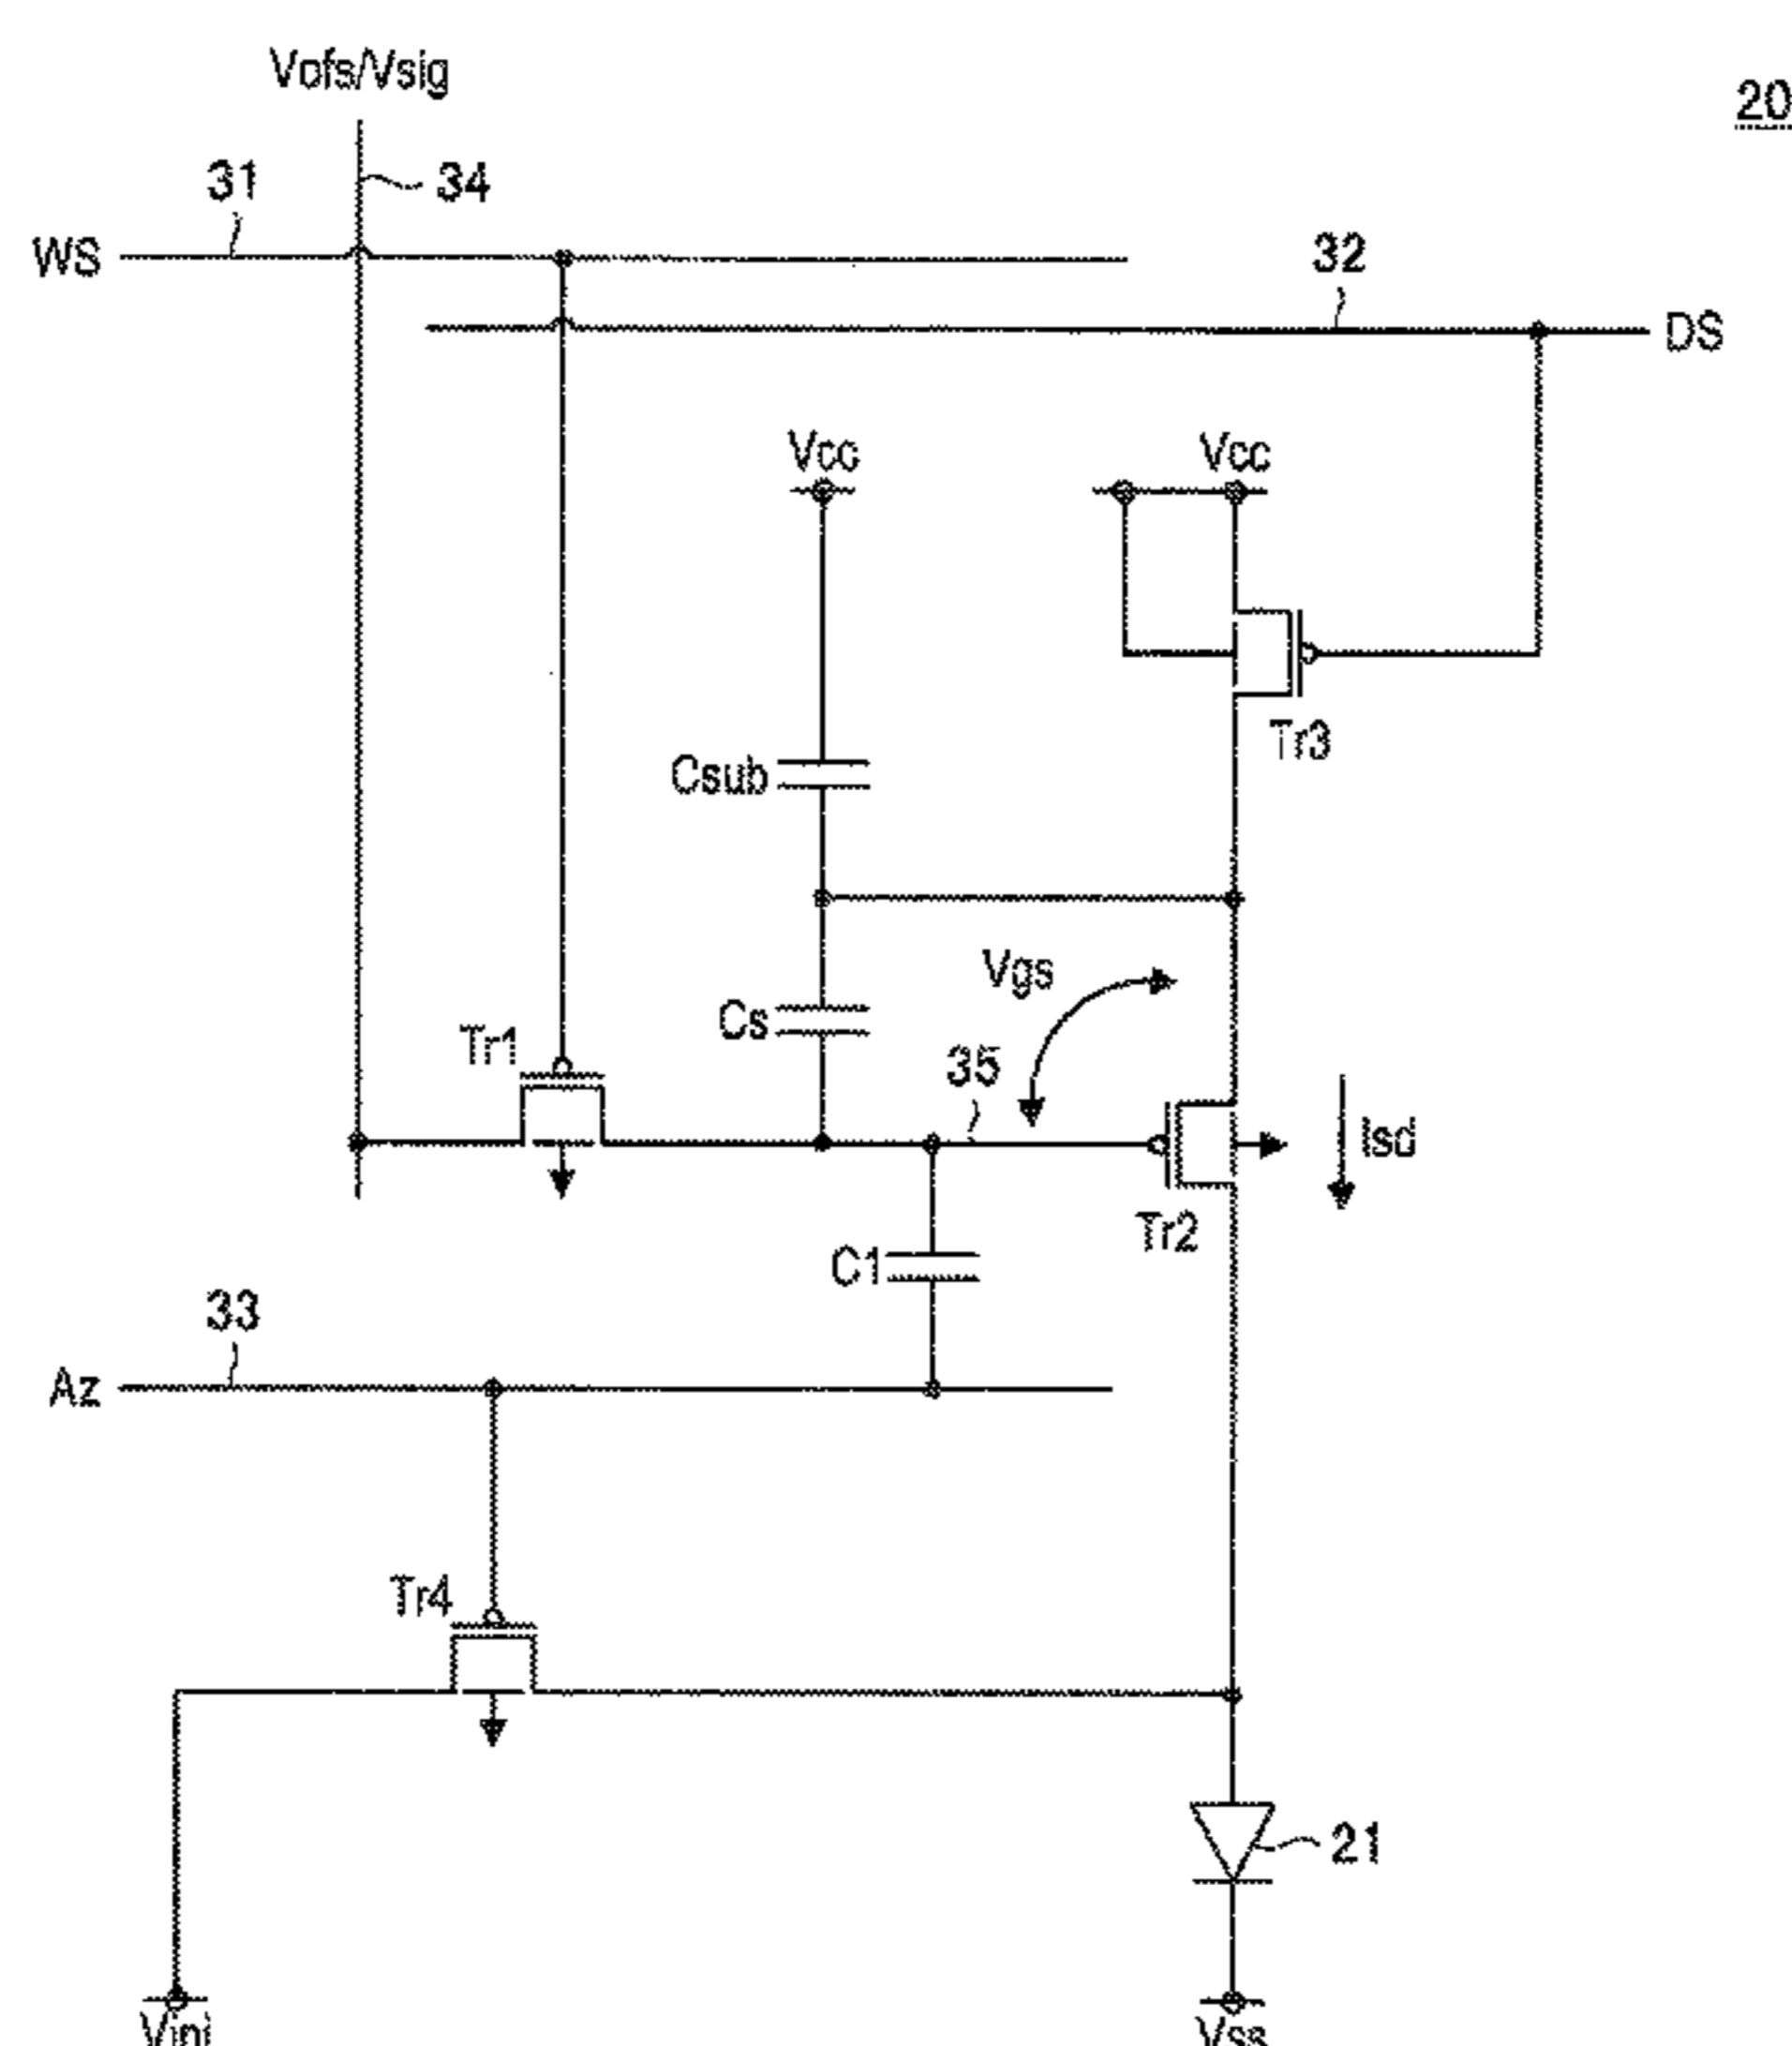 Vofs/Vsig
20
31
34
WS
32
DS
Vcc
Vcc
Tr3
Csub
Vgs
Cs
Tr1
35
Isd
Tr2
C1
33
Az
Tr4
21
Vini
Vss